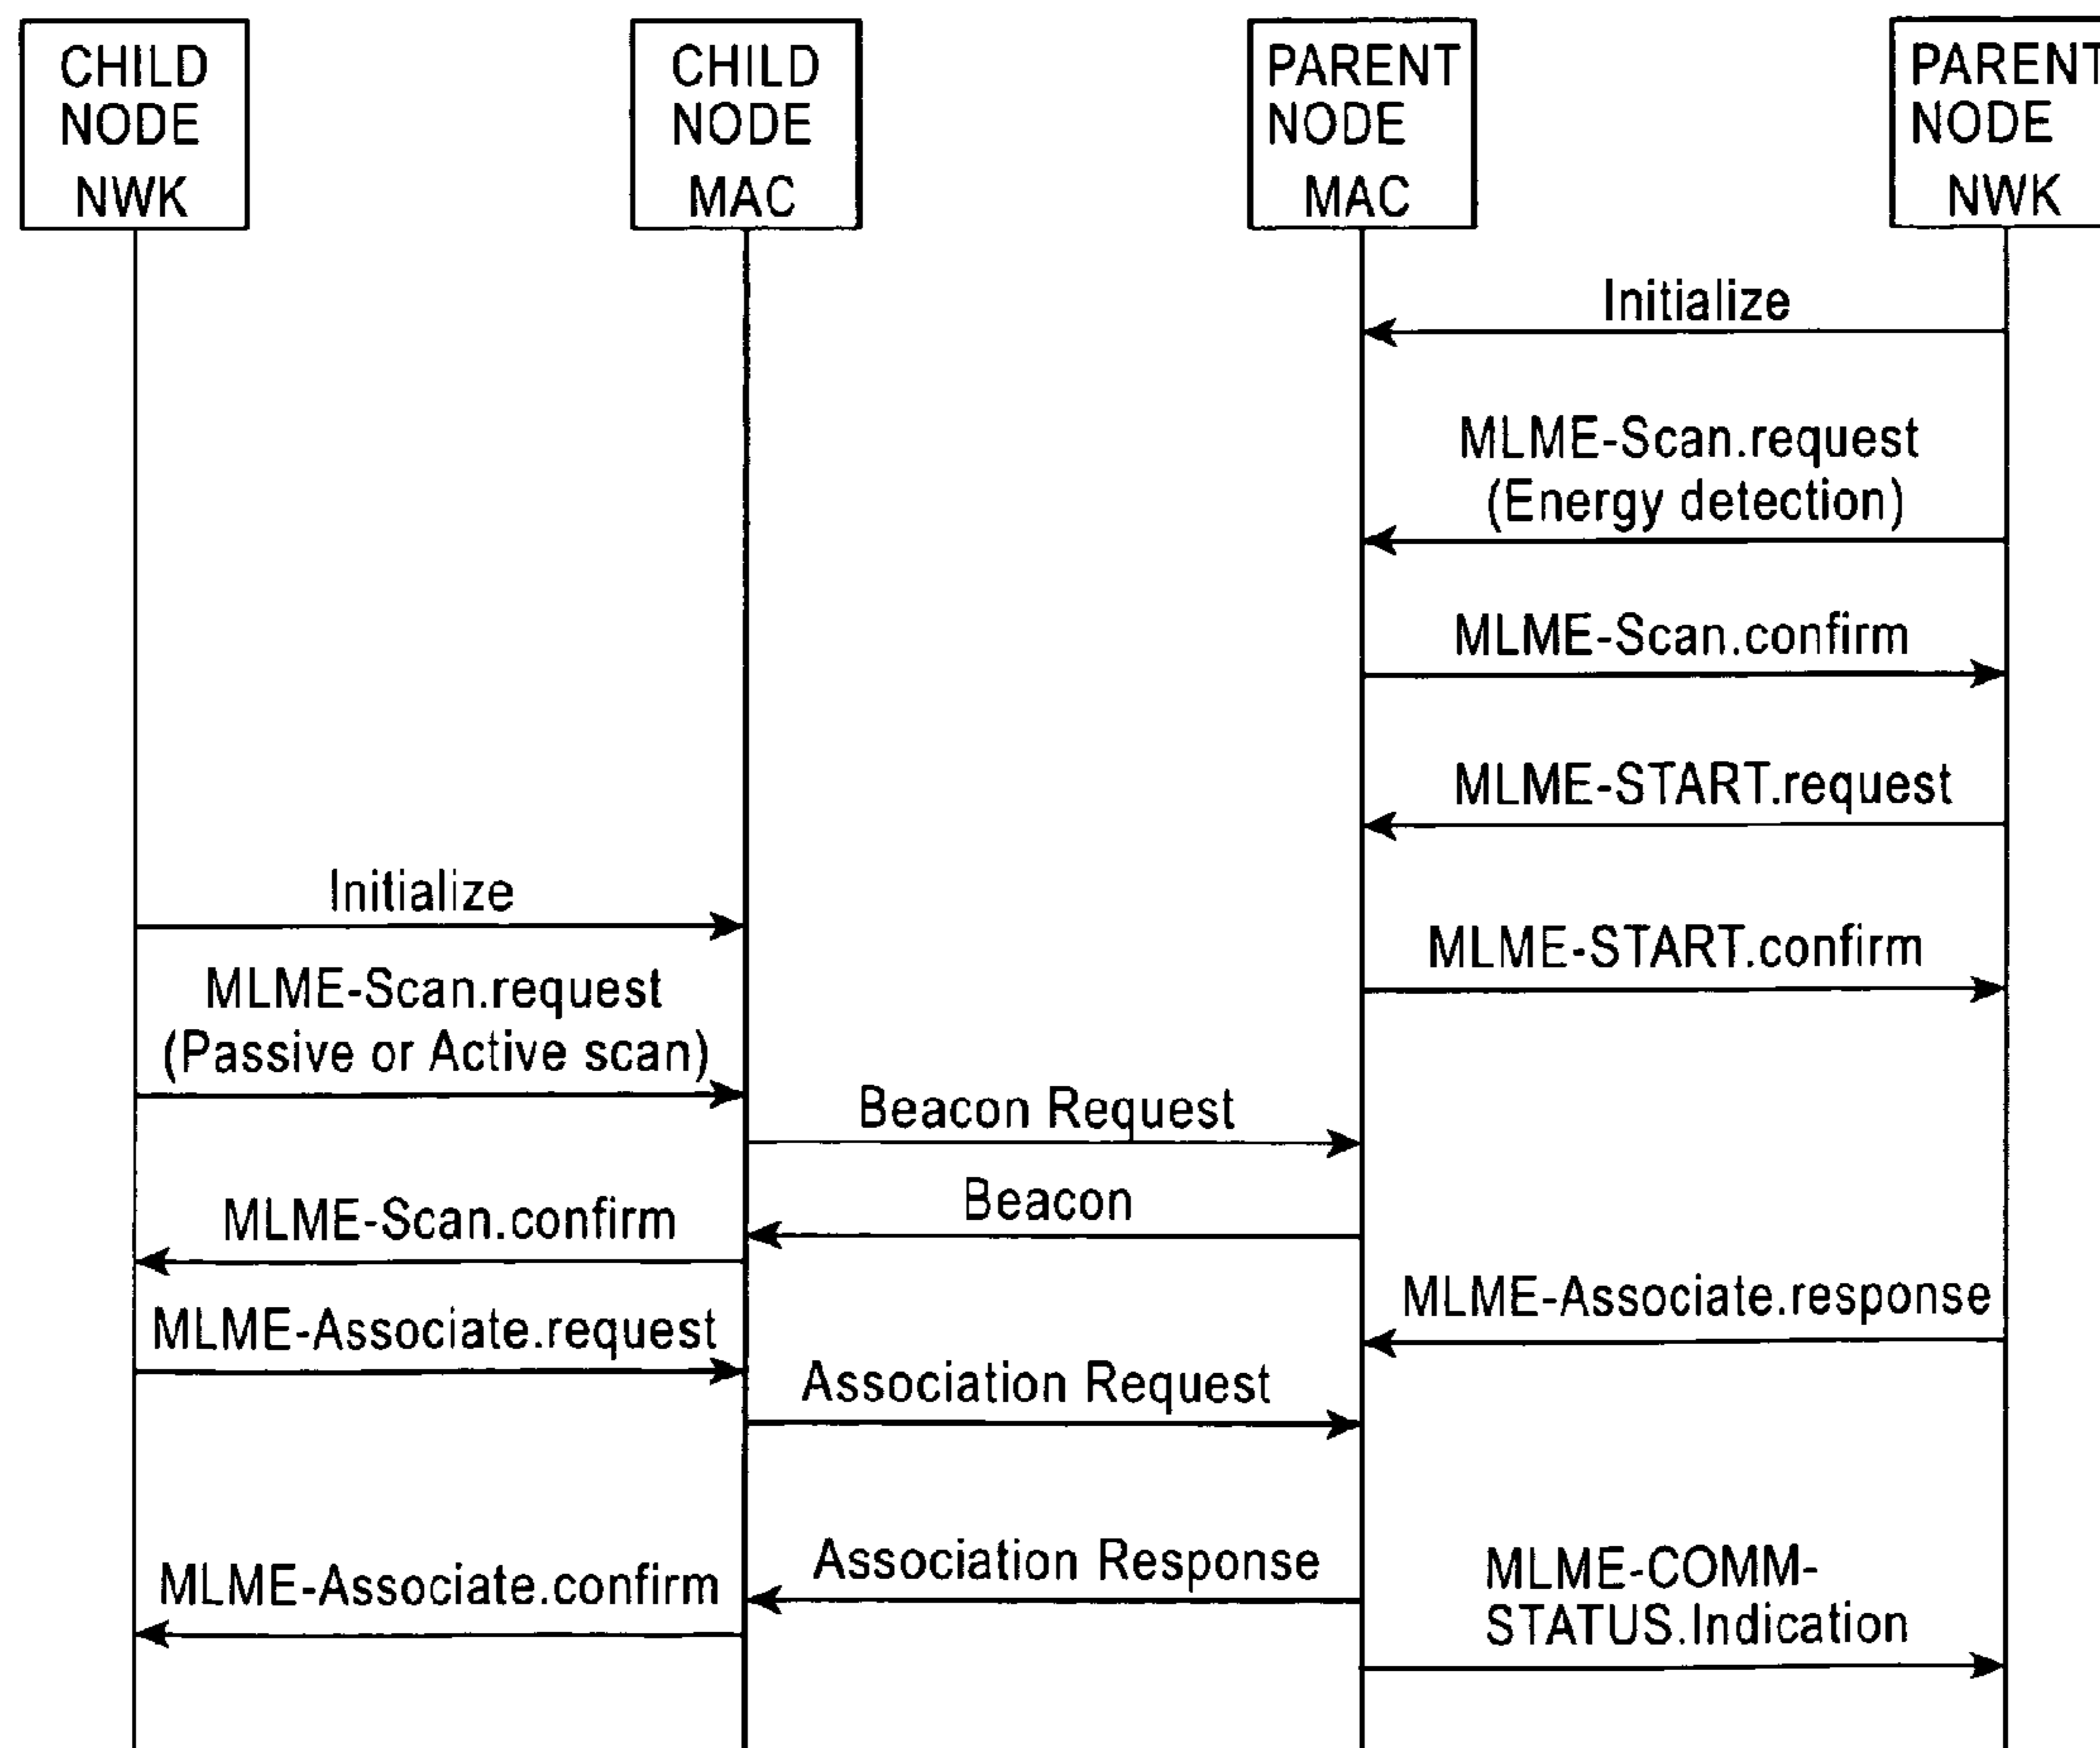 CHILD
NODE
NWK
CHILD
NODE
MAC
PARENT
NODE
MAC
PARENT
NODE
NWK
Initialize
MLME-Scan.request
(Energy detection)
MLME-Scan.confirm
MLME-START.request
Initialize
MLME-START.confirm
MLME-Scan.request
(Passive or Active scan)
Beacon Request
Beacon
MLME-Scan.confirm
MLME-Associate.response
MLME-Associate.request
Association Request
Association Response
MLME-Associate.confirm
MLME-COMM-
STATUS.Indication